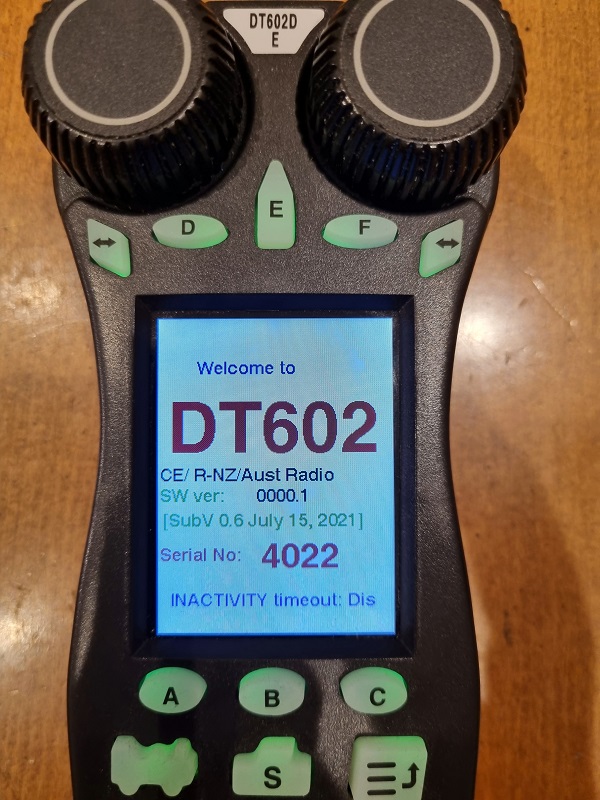 DT602D
E
D
E
F
Welcome to
DT602
CE/ R-NZ/Aust Radio
SW ver: 0000.1
[SubV 0.6 July 15, 2021]
Serial No: 4022
INACTIVITY timeout: Dis
A
B
C
S